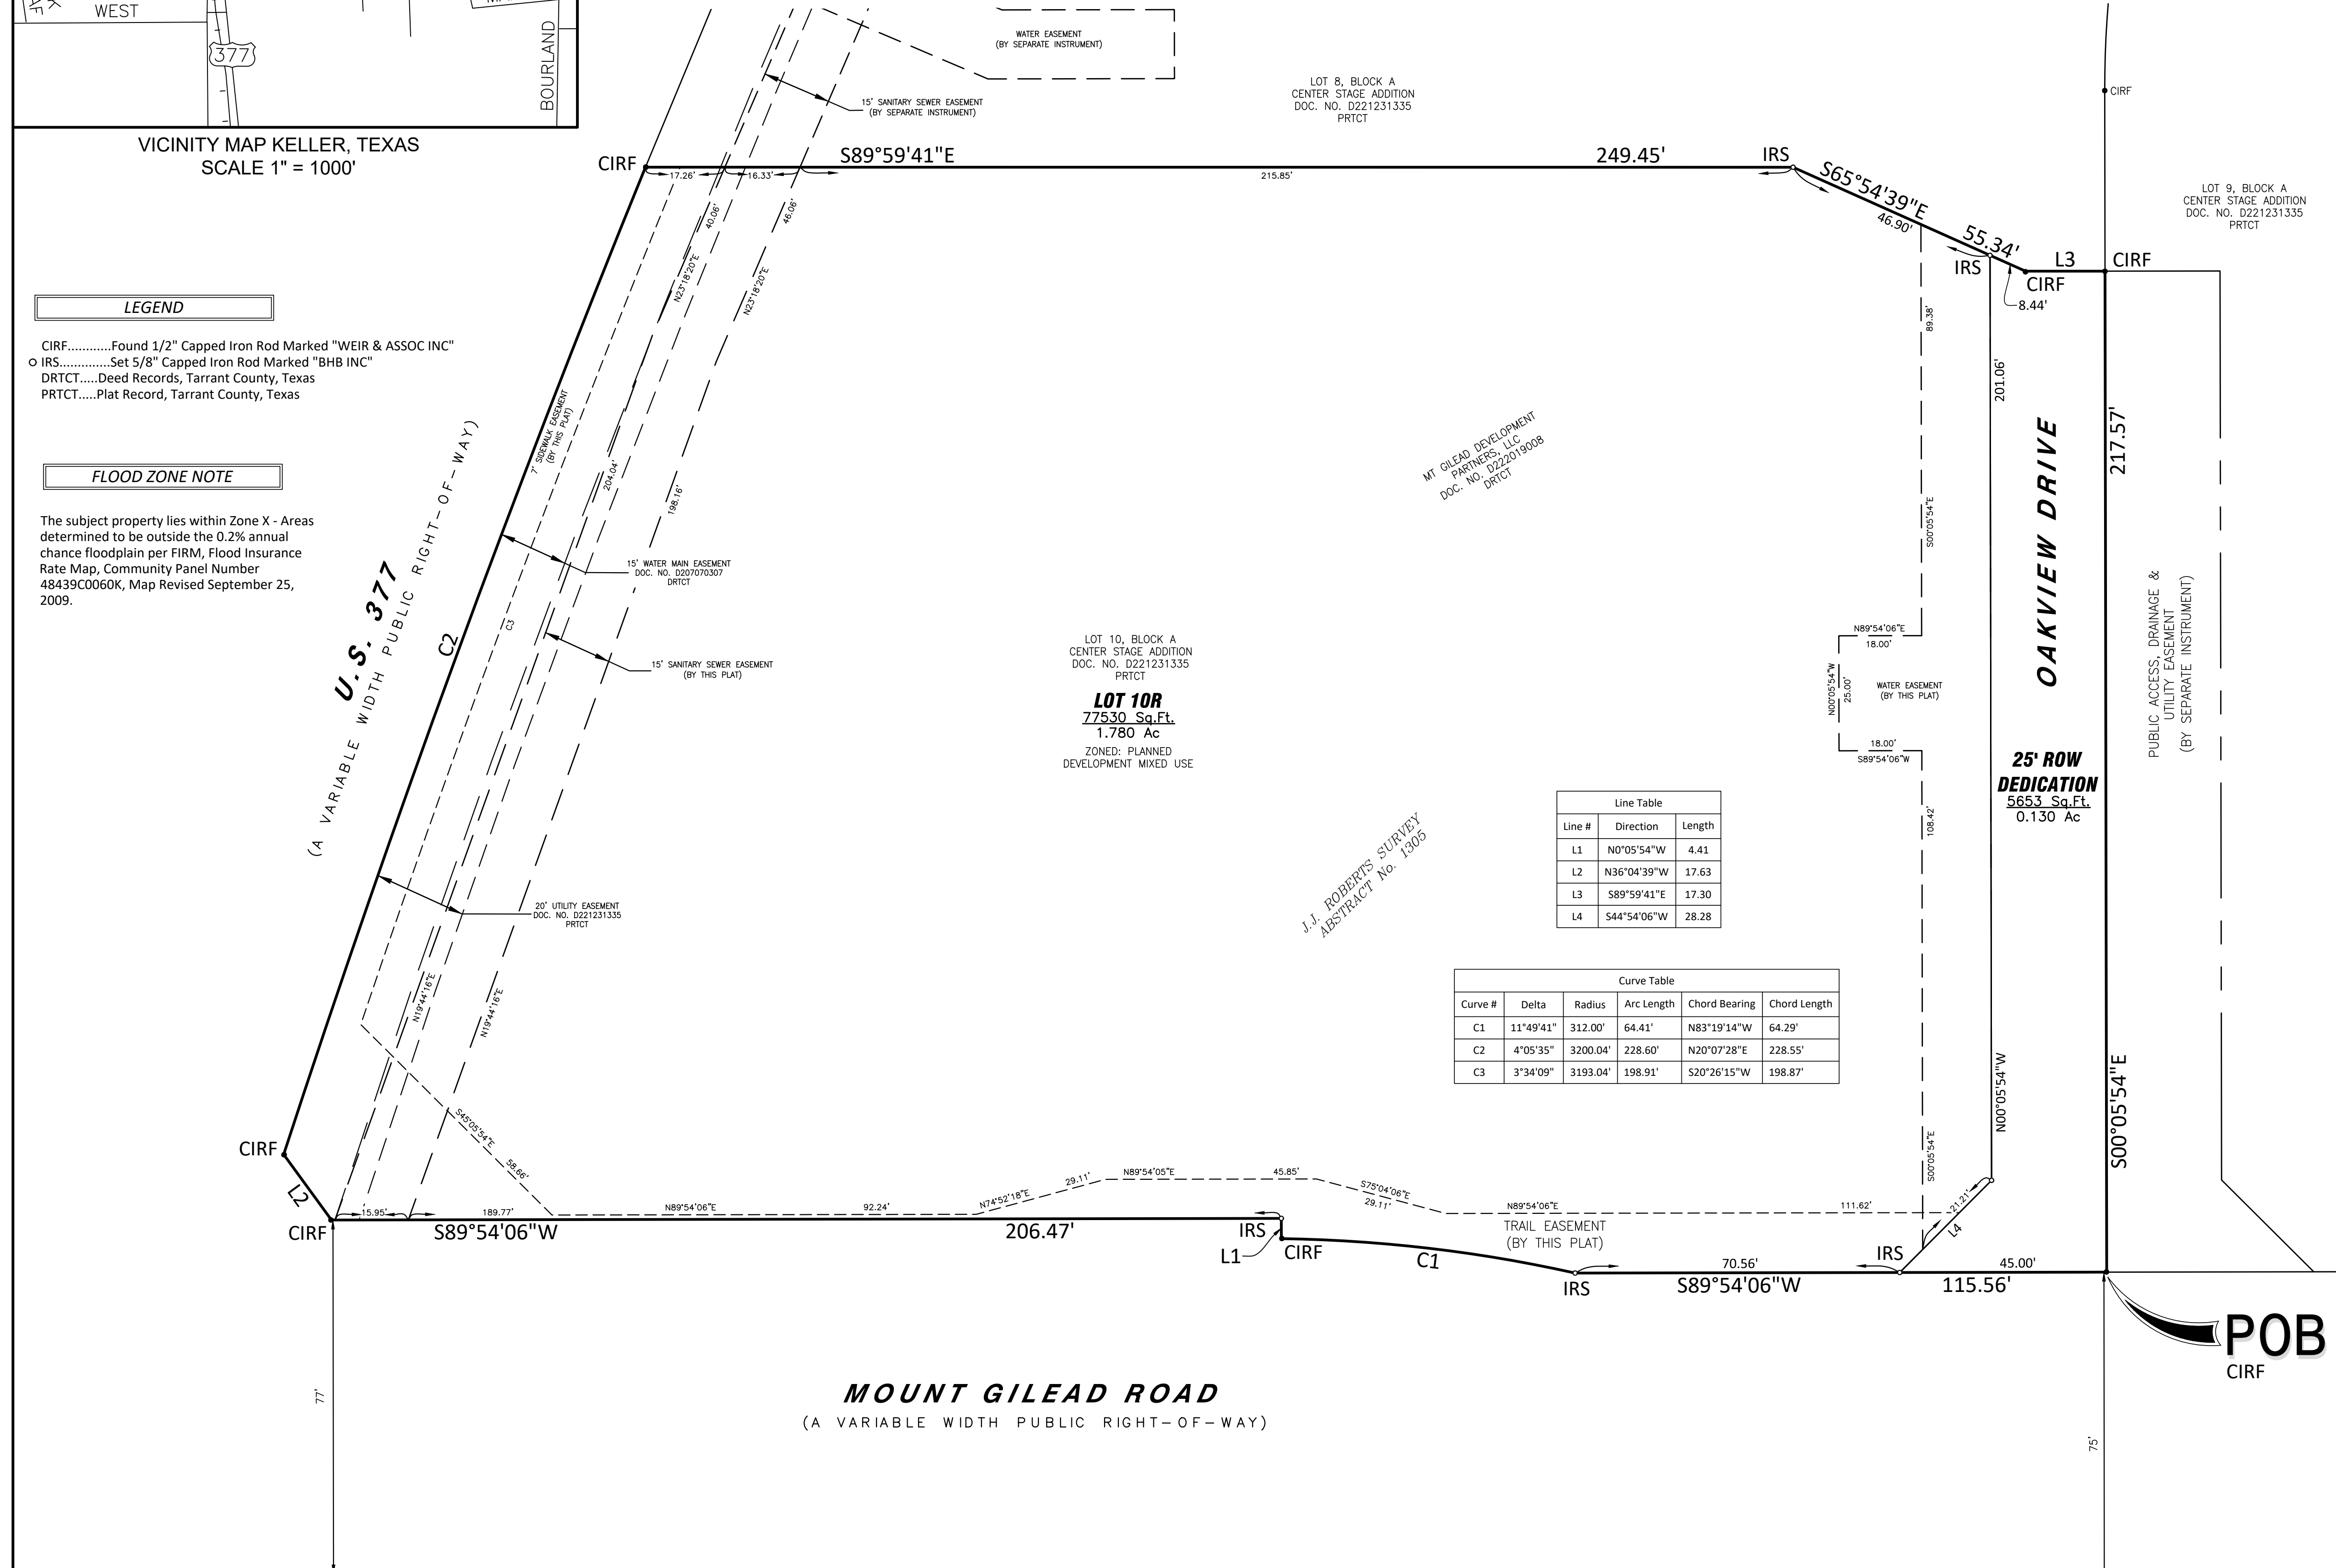 WEST
377
BOURLAND
VICINITY MAP KELLER, TEXAS
SCALE 1" = 1000'
WATER EASEMENT
(BY SEPARATE INSTRUMENT)
15' SANITARY SEWER EASEMENT
(BY SEPARATE INSTRUMENT)
LOT 8, BLOCK A
CENTER STAGE ADDITION
DOC. NO. D221231335
PRTCT
CIRF
LOT 9, BLOCK A
CENTER STAGE ADDITION
DOC. NO. D221231335
PRTCT
CIRF
S89°59'41"E
249.45'
IRS
17.26'
16.33'
215.85'
S65°54'39"E
46.90'
55.34'
IRS
CIRF
L3
CIRF
8.44'
40.06'
46.06'
N23°18'20"E
N23°18'20"E
LEGEND
CIRF............Found 1/2" Capped Iron Rod Marked "WEIR & ASSOC INC"
IRS..............Set 5/8" Capped Iron Rod Marked "BHB INC"
DRTCT.....Deed Records, Tarrant County, Texas
PRTCT.....Plat Record, Tarrant County, Texas
FLOOD ZONE NOTE
The subject property lies within Zone X - Areas
determined to be outside the 0.2% annual
chance floodplain per FIRM, Flood Insurance
Rate Map, Community Panel Number
48439C0060K, Map Revised September 25,
2009.
U.S. 377
(A VARIABLE WIDTH PUBLIC RIGHT-OF-WAY)
C2
7' SIDEWALK EASEMENT
(BY THIS PLAT)
204.04'
198.16'
C3
15' WATER MAIN EASEMENT
DOC. NO. D207070307
DRTCT
15' SANITARY SEWER EASEMENT
(BY THIS PLAT)
20' UTILITY EASEMENT
DOC. NO. D221231335
PRTCT
N19°44'16"E
N19°44'16"E
MT GILEAD DEVELOPMENT
PARTNERS, LLC
DOC. NO. D222019008
DRTCT
LOT 10, BLOCK A
CENTER STAGE ADDITION
DOC. NO. D221231335
PRTCT
LOT 10R
77530 Sq.Ft.
1.780 Ac
ZONED: PLANNED
DEVELOPMENT MIXED USE
J.J. ROBERTS SURVEY
ABSTRACT No. 1305
89.38'
S00°05'54"E
N89°54'06"E
18.00'
N00°05'54"W
25.00'
WATER EASEMENT
(BY THIS PLAT)
18.00'
S89°54'06"W
108.42'
S00°05'54"E
201.06'
N00°05'54"W
OAKVIEW DRIVE
25' ROW
DEDICATION
5653 Sq.Ft.
0.130 Ac
217.57'
S00°05'54"E
PUBLIC ACCESS, DRAINAGE &
UTILITY EASEMENT
(BY SEPARATE INSTRUMENT)
Line Table
Line # Direction Length
L1 N0°05'54"W 4.41
L2 N36°04'39"W 17.63
L3 S89°59'41"E 17.30
L4 S44°54'06"W 28.28
Curve Table
Curve # Delta Radius Arc Length Chord Bearing Chord Length
C1 11°49'41" 312.00' 64.41' N83°19'14"W 64.29'
C2 4°05'35" 3200.04' 228.60' N20°07'28"E 228.55'
C3 3°34'09" 3193.04' 198.91' S20°26'15"W 198.87'
CIRF
L2
CIRF
S45°05'54"E
58.66'
15.95'
189.77'
S89°54'06"W
N89°54'06"E
92.24'
206.47'
N74°52'18"E
29.11'
N89°54'05"E
45.85'
S75°04'06"E
29.11'
N89°54'06"E
111.62'
TRAIL EASEMENT
(BY THIS PLAT)
IRS
L1
CIRF
C1
IRS
70.56'
S89°54'06"W
IRS
21.21'
L4
45.00'
115.56'
POB
CIRF
77'
MOUNT GILEAD ROAD
(A VARIABLE WIDTH PUBLIC RIGHT-OF-WAY)
75'